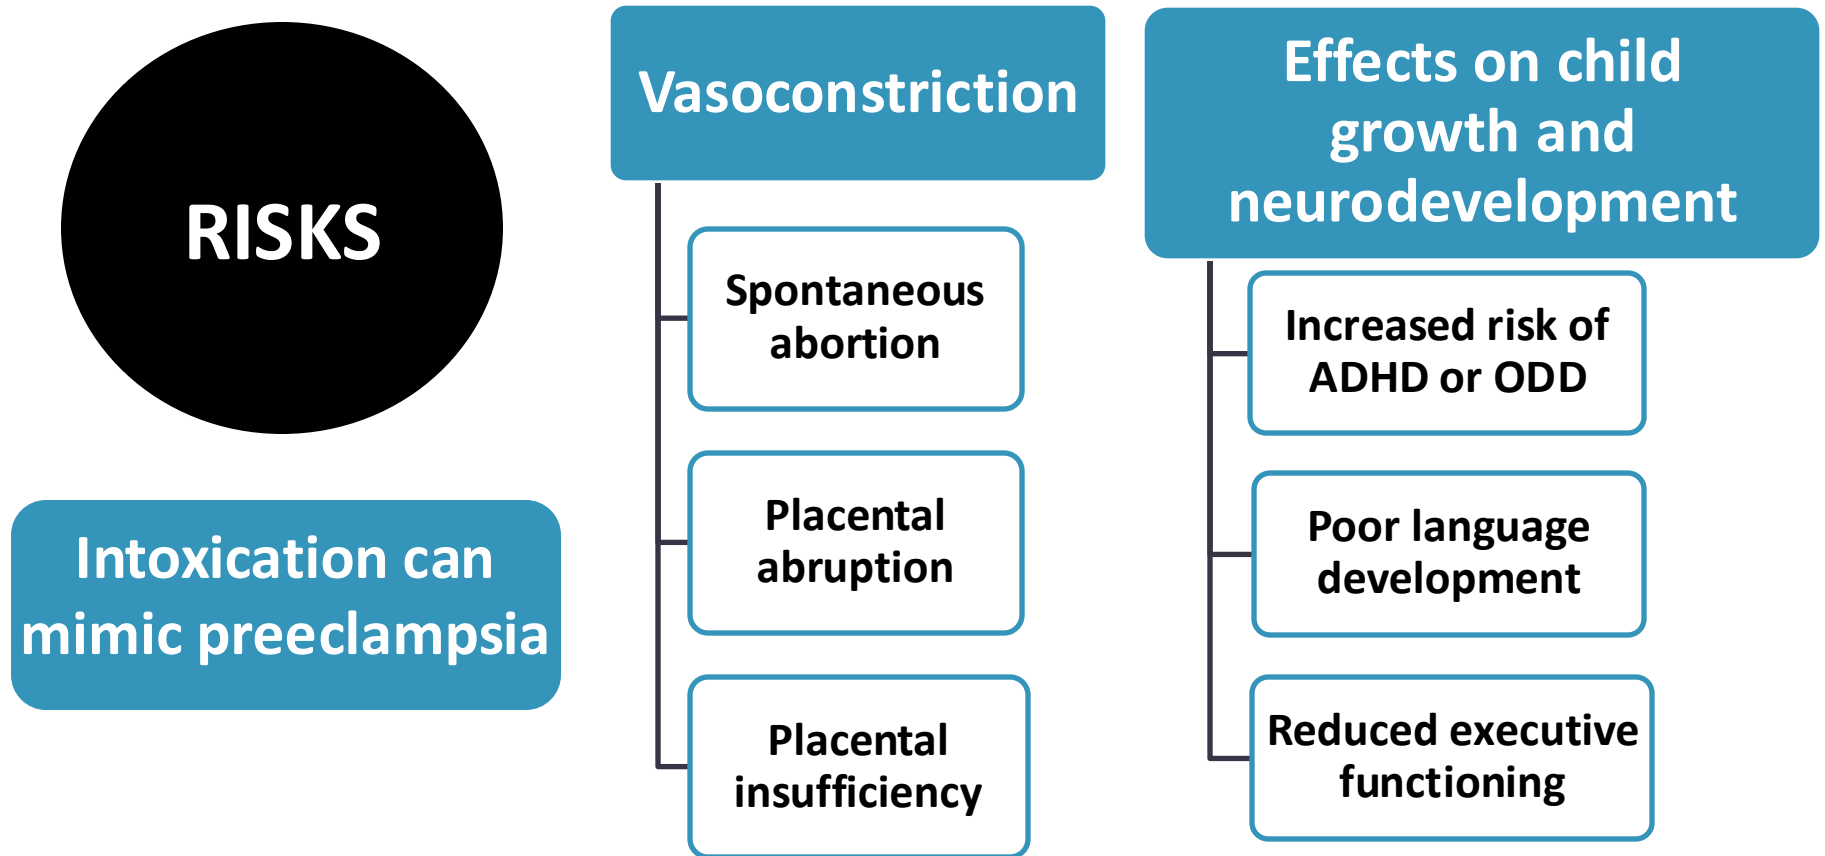 RISKS
Intoxication can
mimic preeclampsia
Vasoconstriction
Spontaneous
abortion
Placental
abruption
Placental
insufficiency
Effects on child
growth and
neurodevelopment
Increased risk of
ADHD or ODD
Poor language
development
Reduced executive
functioning